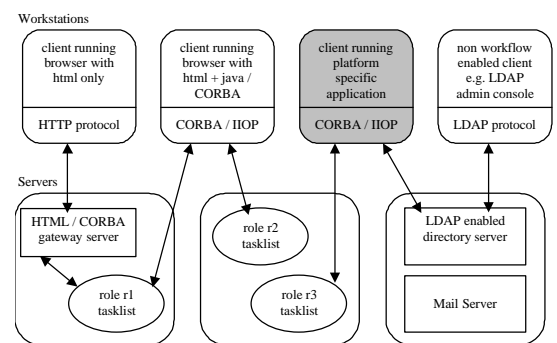 Workstations
client running
browser with
html only
HTTP protocol
client running
browser with
html + java /
CORBA
CORBA / IIOP
client running
platform
specific
application
CORBA / IIOP
non workflow
enabled client
e.g. LDAP
admin console
LDAP protocol
Servers
HTML / CORBA
gateway server
role r1
tasklist
role r2
tasklist
role r3
tasklist
LDAP enabled
directory server
Mail Server